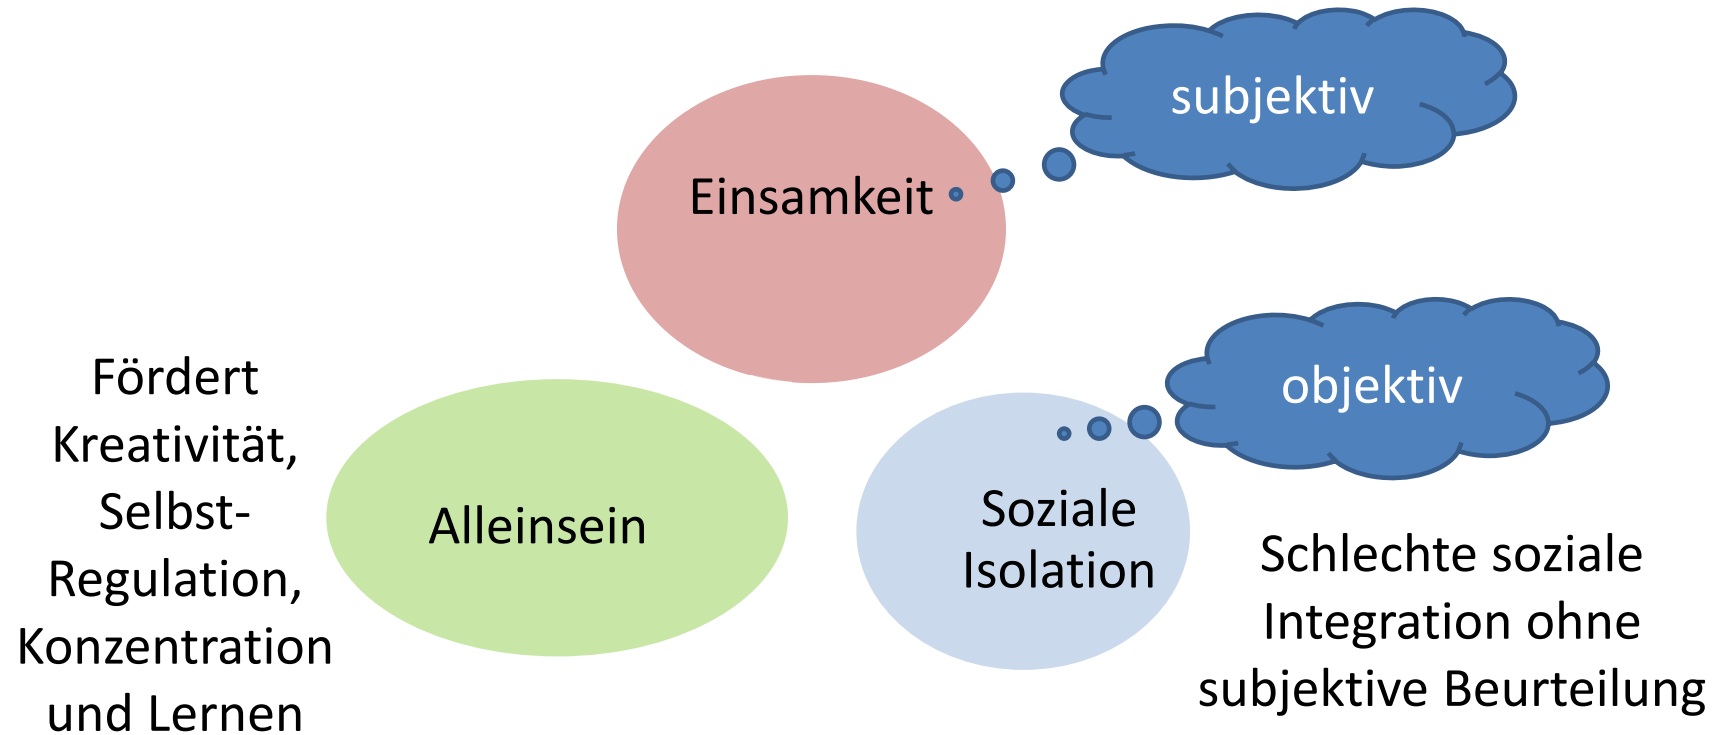 subjektiv
Einsamkeit
objektiv
Fördert
Kreativität,
Selbst-
Regulation,
Konzentration
und Lernen
Alleinsein
Soziale
Isolation
Schlechte soziale
Integration ohne
subjektive Beurteilung